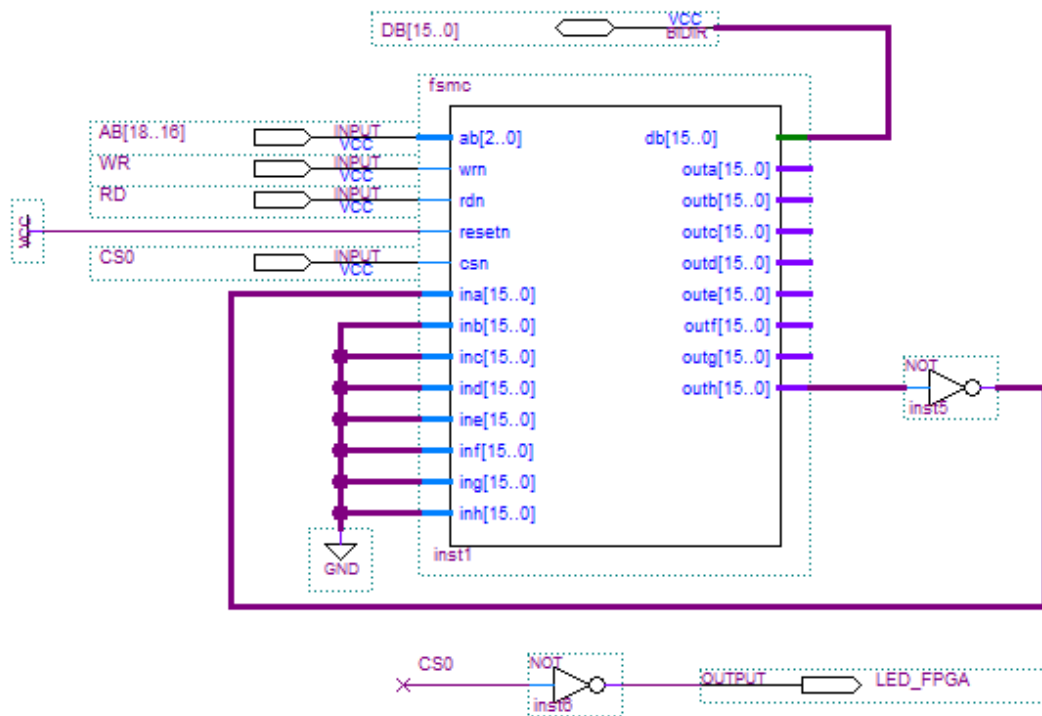 DB[15..0]
VCC
BIDIR
fsmc
AB[18..16]
INPUT
VCC
ab[2..0]
db[15..0]
WR
INPUT
VCC
wrn
outa[15..0]
RD
INPUT
VCC
rdn
outb[15..0]
VCC
resetn
outc[15..0]
CS0
INPUT
VCC
csn
outd[15..0]
ina[15..0]
oute[15..0]
inb[15..0]
outf[15..0]
inc[15..0]
outg[15..0]
ind[15..0]
outh[15..0]
NOT
inst5
ine[15..0]
inf[15..0]
ing[15..0]
inh[15..0]
inst1
GND
CS0
NOT
inst6
OUTPUT
LED_FPGA